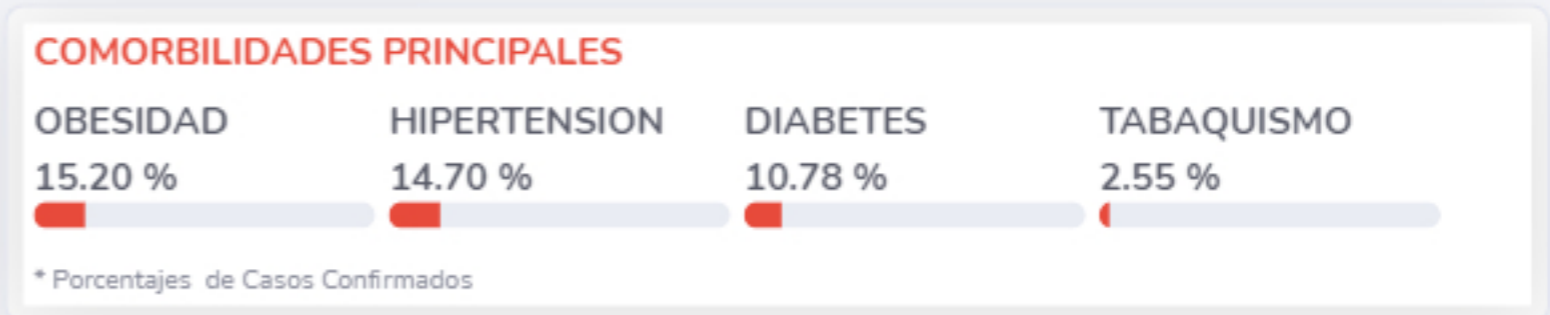 COMORBILIDADES PRINCIPALES
OBESIDAD HIPERTENSION DIABETES TABAQUISMO
15.20 % 14.70 % 10.78 % 2.55 %
* Porcentajes de Casos Confirmados